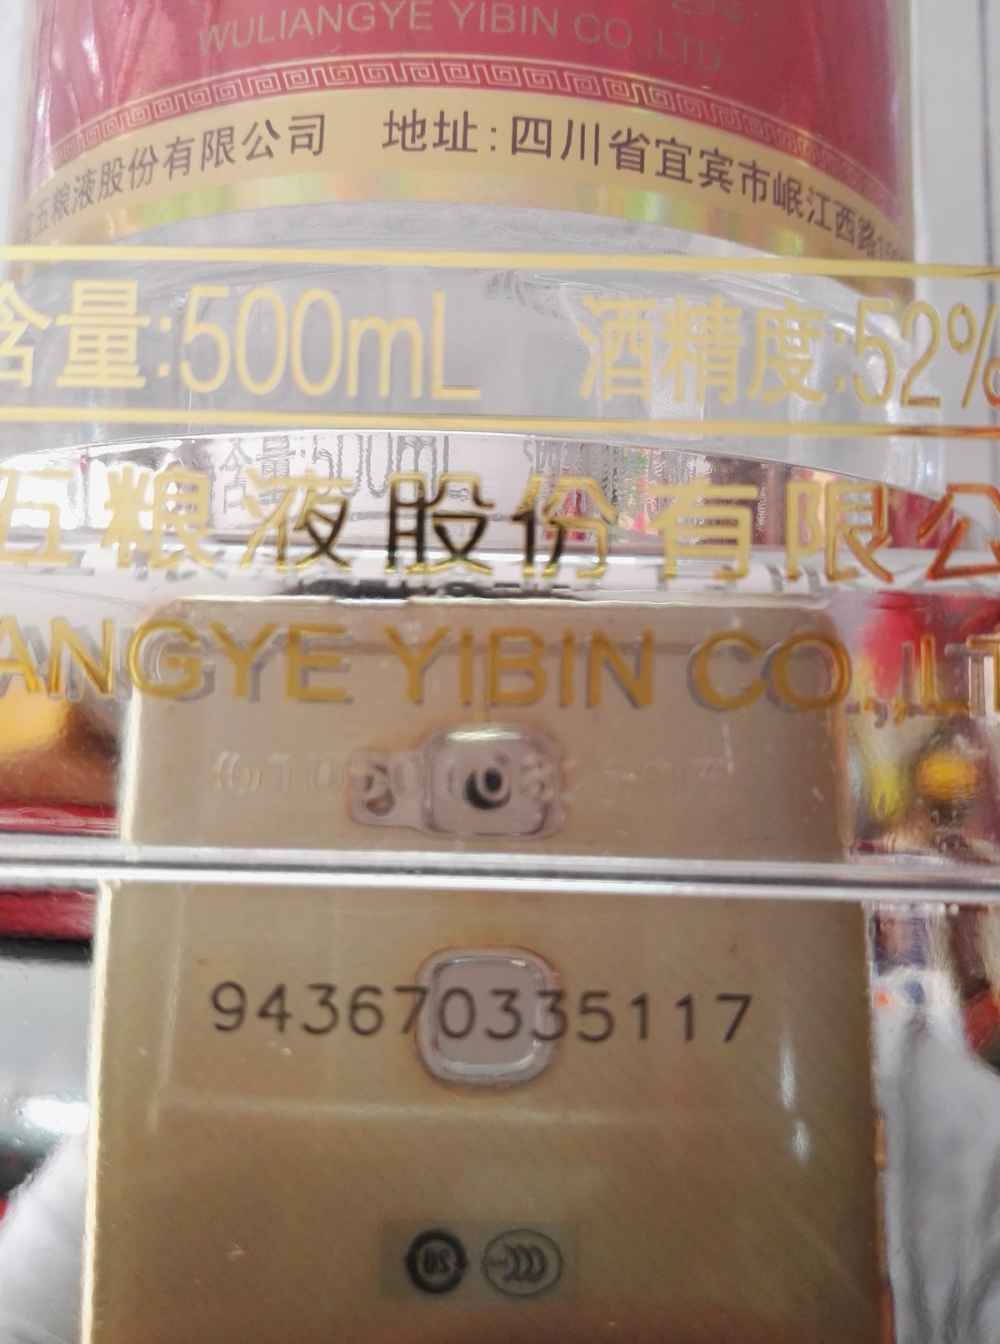 WULIANGYE YIBIN CO.,LTD
五粮液股份有限公司 地址:四川省宜宾市岷江西路
含量:500mL 酒精度:52%
五粮液股份有限公
ANGYE YIBIN CO.,LT
943670335117